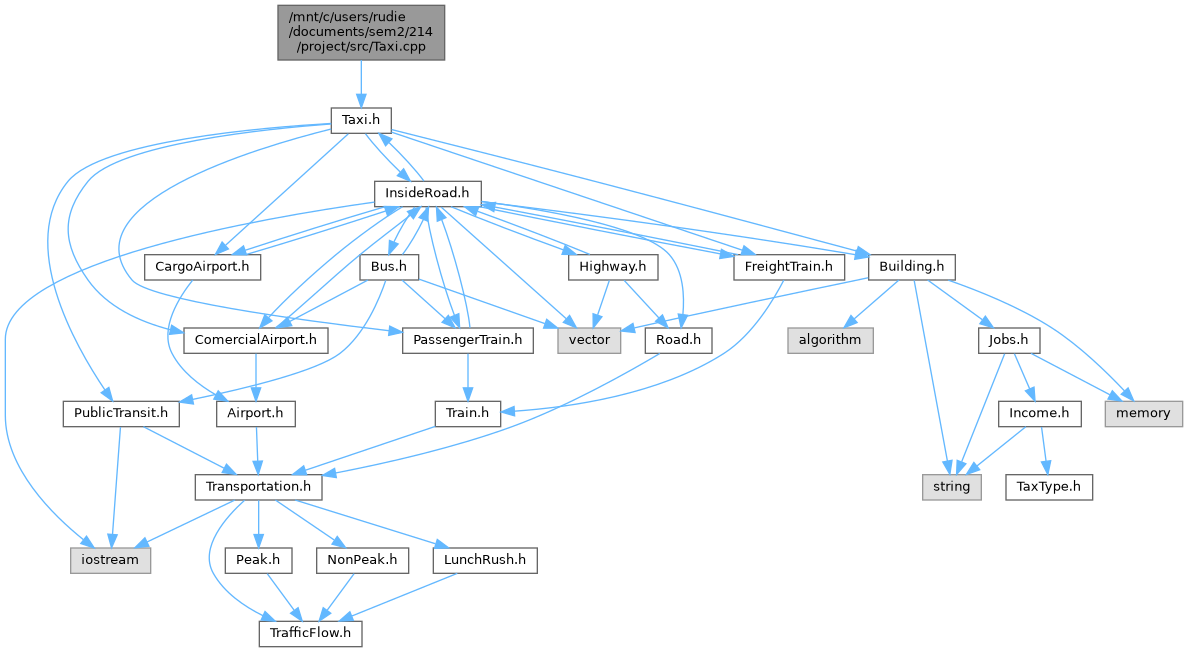 /mnt/c/users/rudie
/documents/sem2/214
/project/src/Taxi.cpp
Taxi.h
InsideRoad.h
CargoAirport.h
Bus.h
Highway.h
FreightTrain.h
Building.h
ComercialAirport.h
PassengerTrain.h
vector
Road.h
algorithm
Jobs.h
PublicTransit.h
Airport.h
Train.h
Income.h
memory
Transportation.h
string
TaxType.h
iostream
Peak.h
NonPeak.h
LunchRush.h
TrafficFlow.h